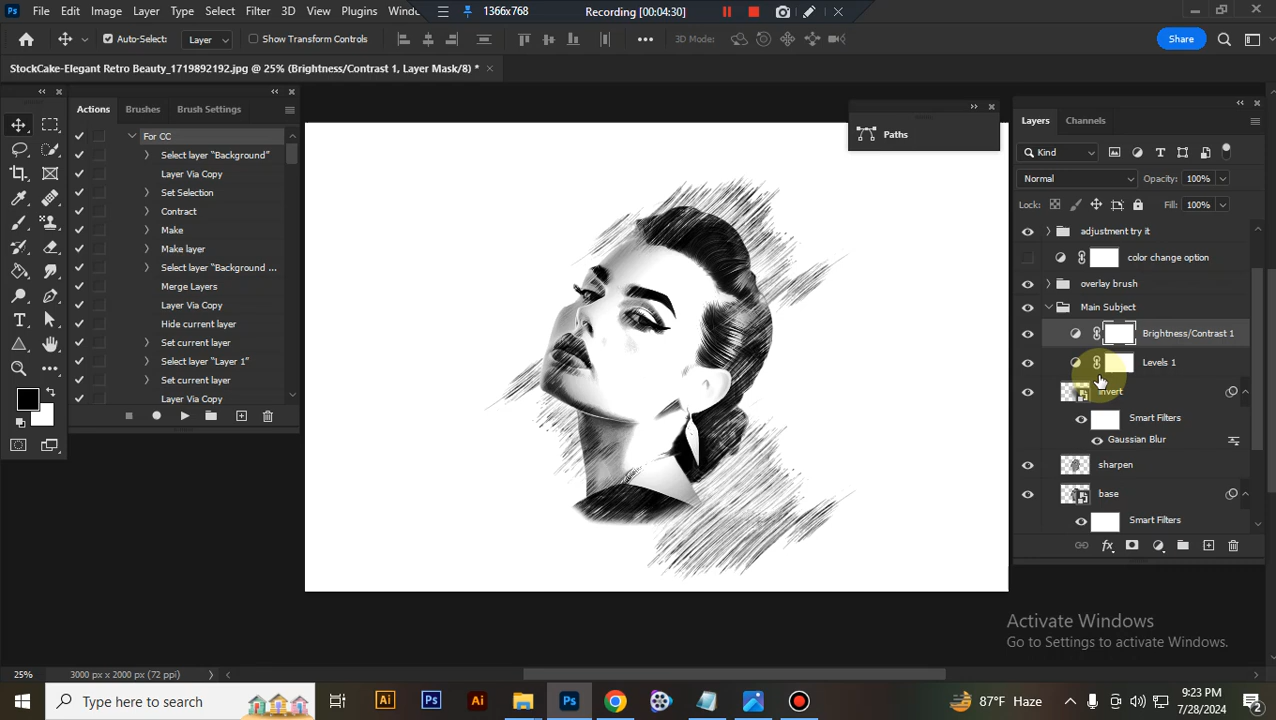 File Edit Image Layer Type Select Filter 3D View Plugins
1366x768
Recording [00:04:30]
Auto-Select:
Layer
Show Transform Controls
3D Mode:
Share
StockCake-Elegant Retro Beauty_1719892192.jpg @ 25% (Brightness/Contrast 1, Layer Mask/8) *
Actions
Brushes
Brush Settings
For CC
Select layer "Background"
Layer Via Copy
Set Selection
Contract
Make
Make layer
Select layer "Background ...
Merge Layers
Layer Via Copy
Hide current layer
Set current layer
Select layer "Layer 1"
Set current layer
Layer Via Copy
Paths
Layers
Channels
Kind
Normal
Opacity: 100%
Lock:
Fill: 100%
adjustment try it
color change option
overlay brush
Main Subject
Brightness/Contrast 1
Levels 1
invert
Smart Filters
Gaussian Blur
sharpen
base
Smart Filters
Activate Windows
Go to Settings to activate Windows.
25%
3000 px x 2000 px (72 ppi)
Type here to search
87°F Haze
9:23 PM
7/28/2024